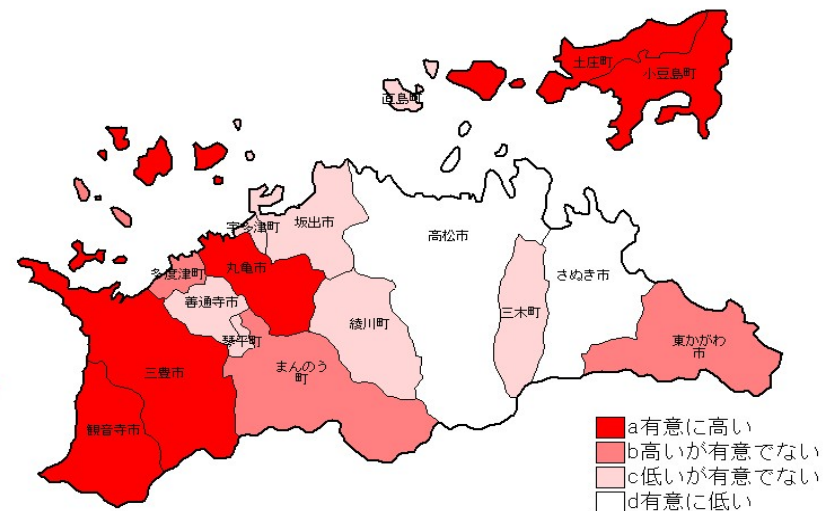 土庄町
小豆島町
直島町
宇多津町
坂出市
高松市
多度津町
丸亀市
さぬき市
善通寺市
綾川町
三木町
琴平町
東かがわ
市
三豊市
まんのう
町
観音寺市
a有意に高い
b高いが有意でない
c低いが有意でない
d有意に低い